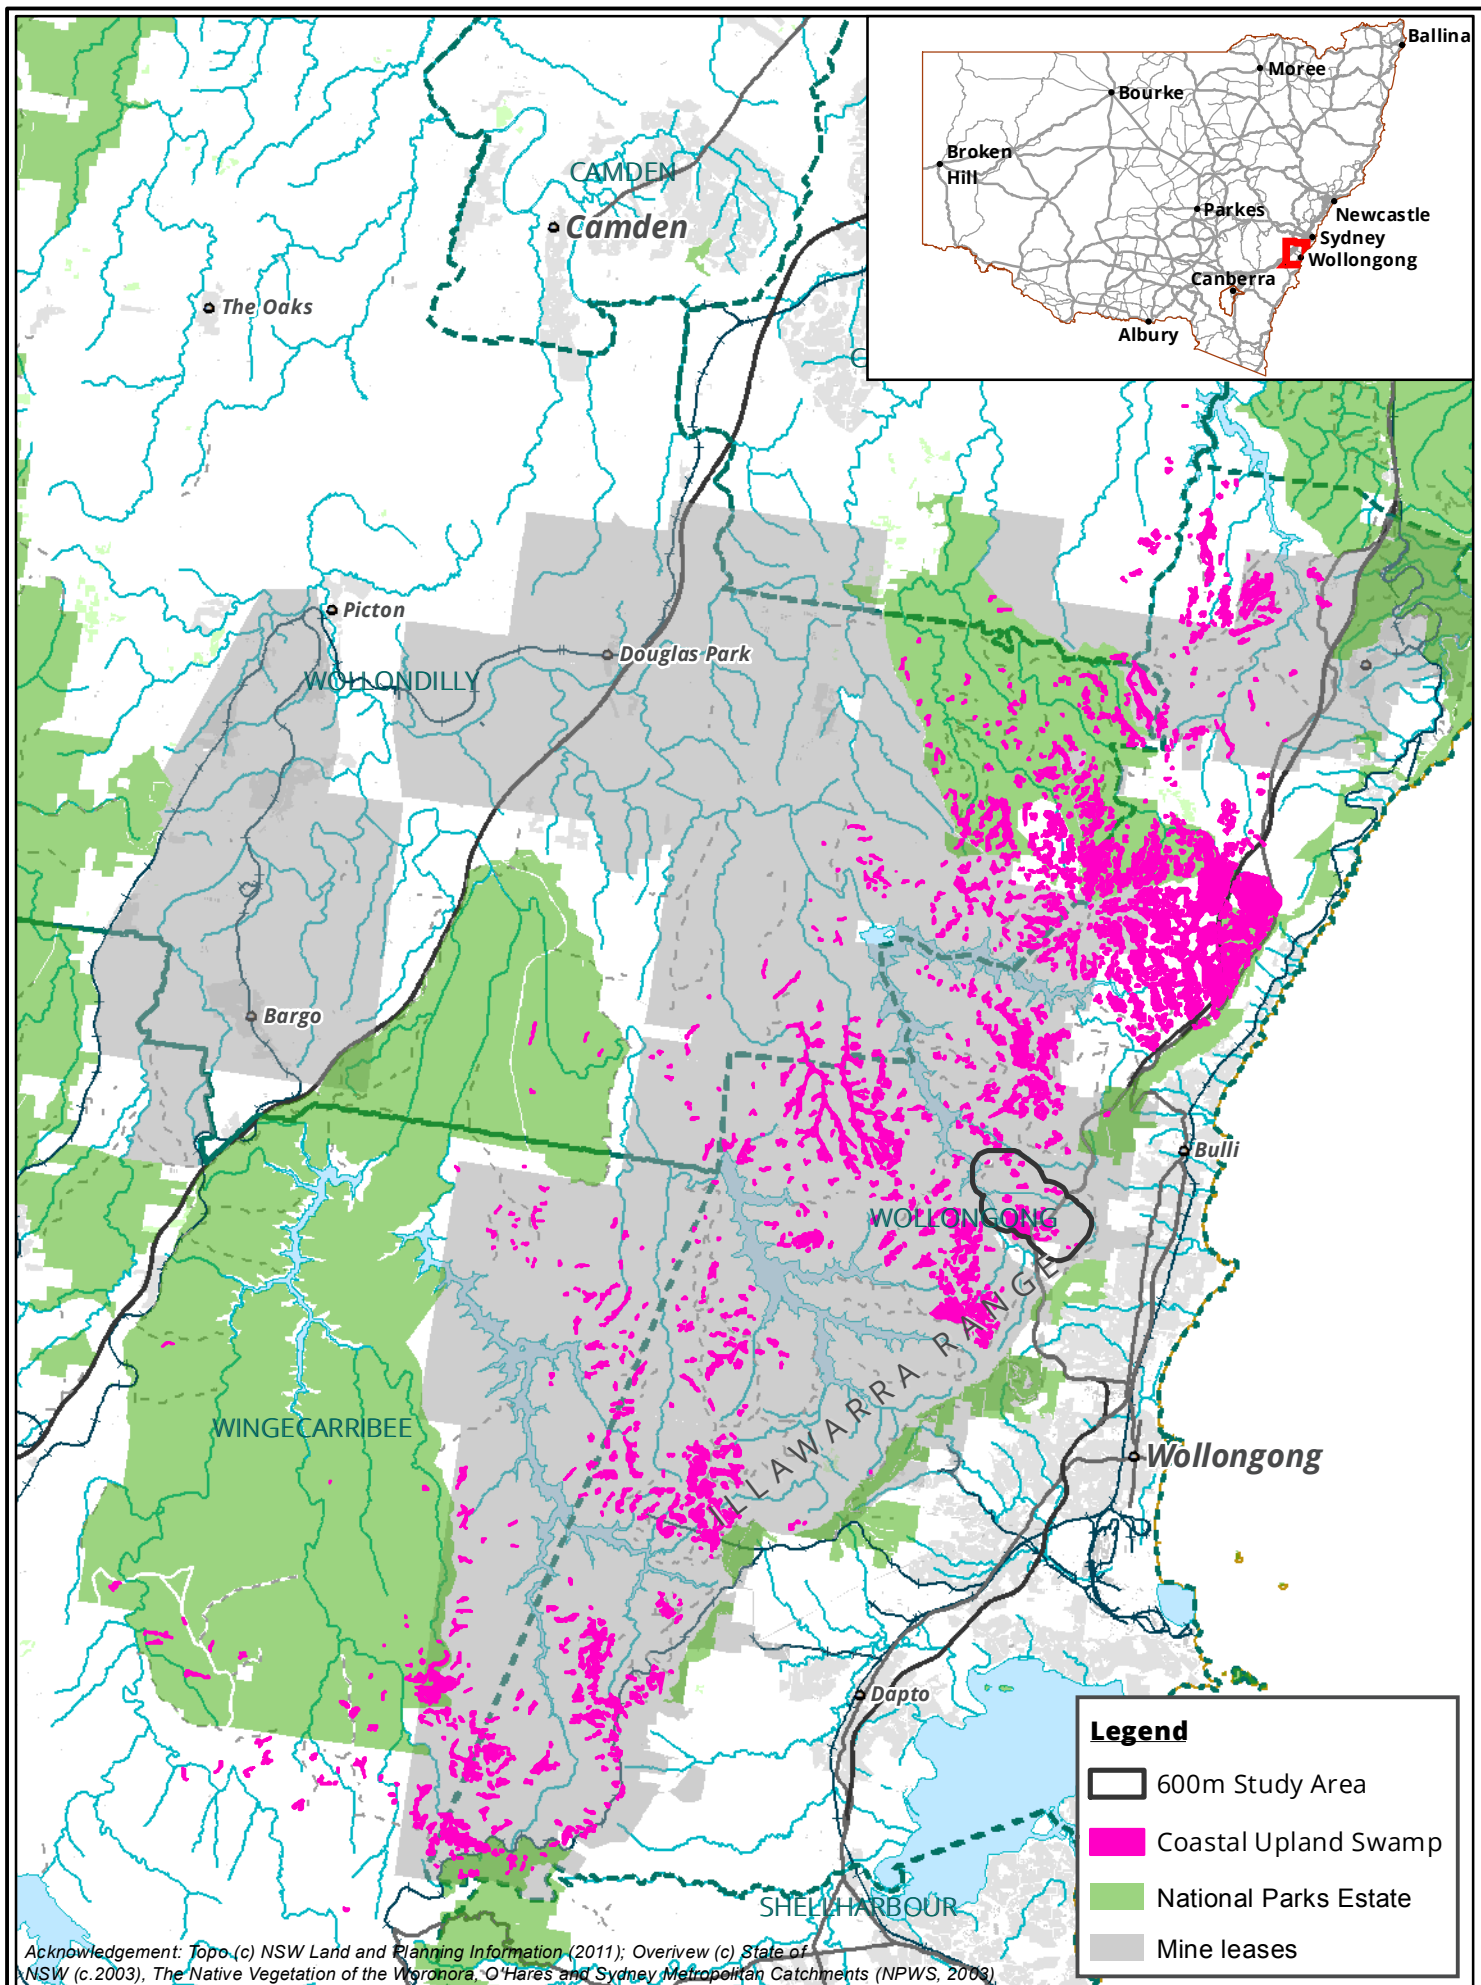 Ballina
Moree
Bourke
Broken
Hill
Parkes
Newcastle
Sydney
Wollongong
Canberra
Albury
CAMDEN
Camden
The Oaks
C
Picton
Douglas Park
WOLLONDILLY
Bargo
Bulli
WOLLONGONG
ILLAWARRA RANGE
WINGECARRIBEE
Wollongong
Dapto
SHELLHARBOUR
Legend
600m Study Area
Coastal Upland Swamp
National Parks Estate
Mine leases
Acknowledgement: Topo (c) NSW Land and Planning Information (2011); Overivew (c) State of
NSW (c.2003), The Native Vegetation of the Woronora, O'Hares and Sydney Metropolitan Catchments (NPWS, 2003)